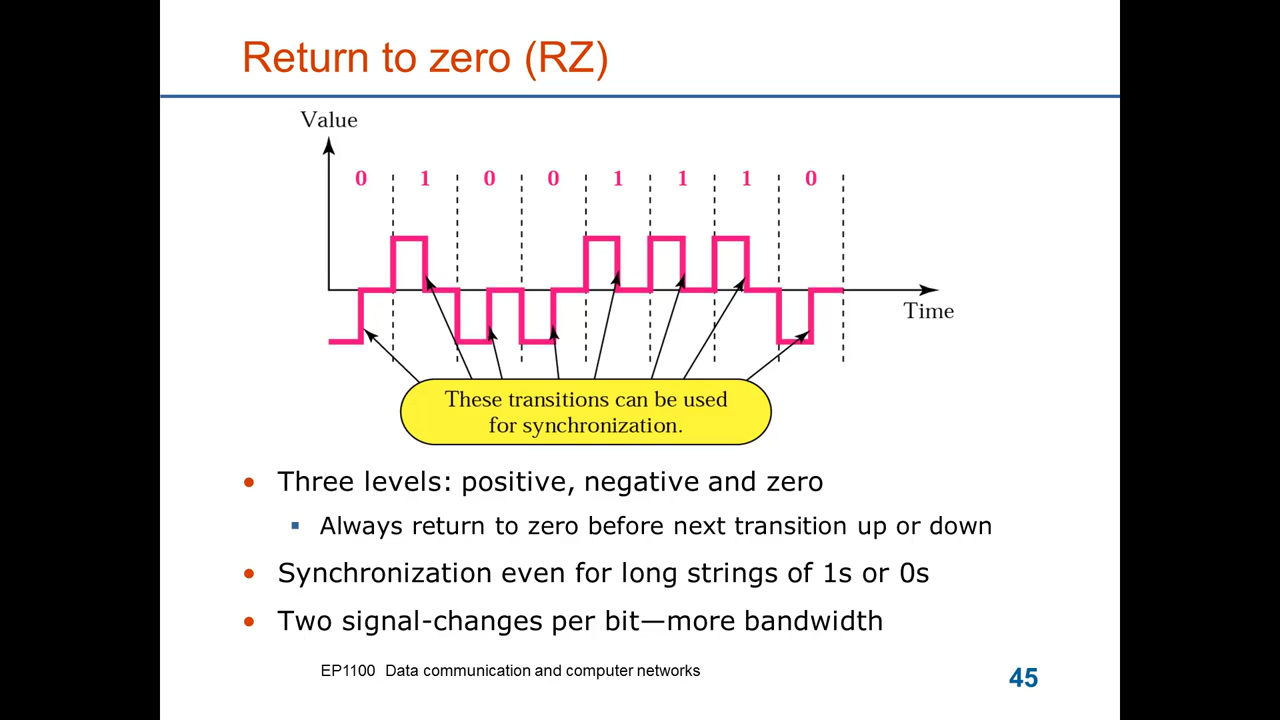 Return to zero (RZ)
Value
0 1 0 0 1 1 1 0
Time
These transitions can be used
for synchronization.
• Three levels: positive, negative and zero
▪ Always return to zero before next transition up or down
• Synchronization even for long strings of 1s or 0s
• Two signal-changes per bit—more bandwidth
EP1100 Data communication and computer networks
45